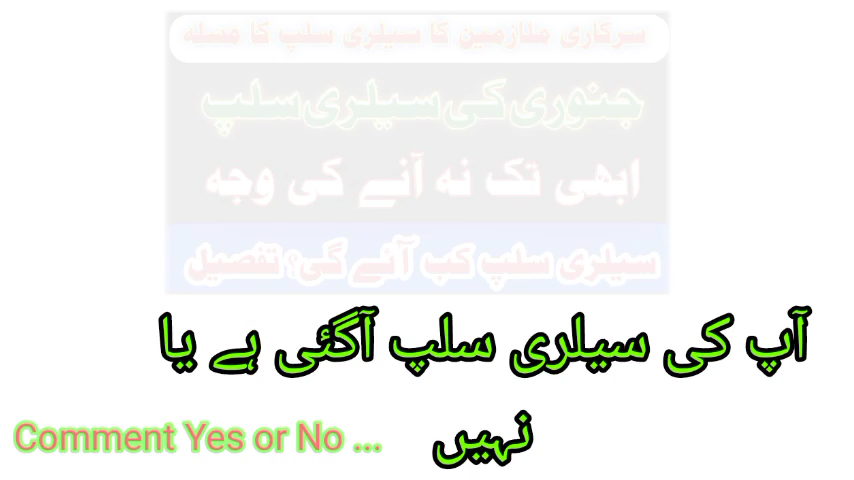 سرکاری ملازمین کا سیلری سلپ کا مسئلہ
جنوری کی سیلری سلپ
ابھی تک نہ آنے کی وجہ
سیلری سلپ کب آئے گی؟ تفصیل
آپ کی سیلری سلپ آگئی ہے یا
نہیں
Comment Yes or No ...